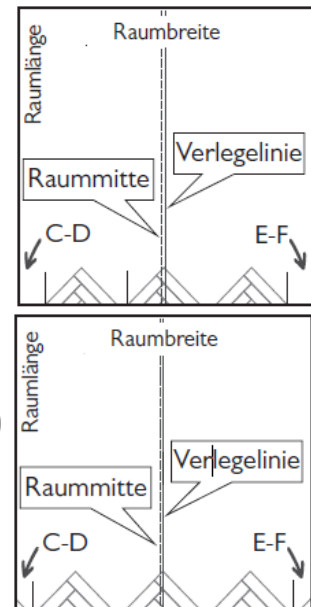 Raumbreite
Raumlänge
Verlegelinie
Raummitte
C-D
E-F
Raumbreite
Raumlänge
Verlegelinie
Raummitte
C-D
E-F